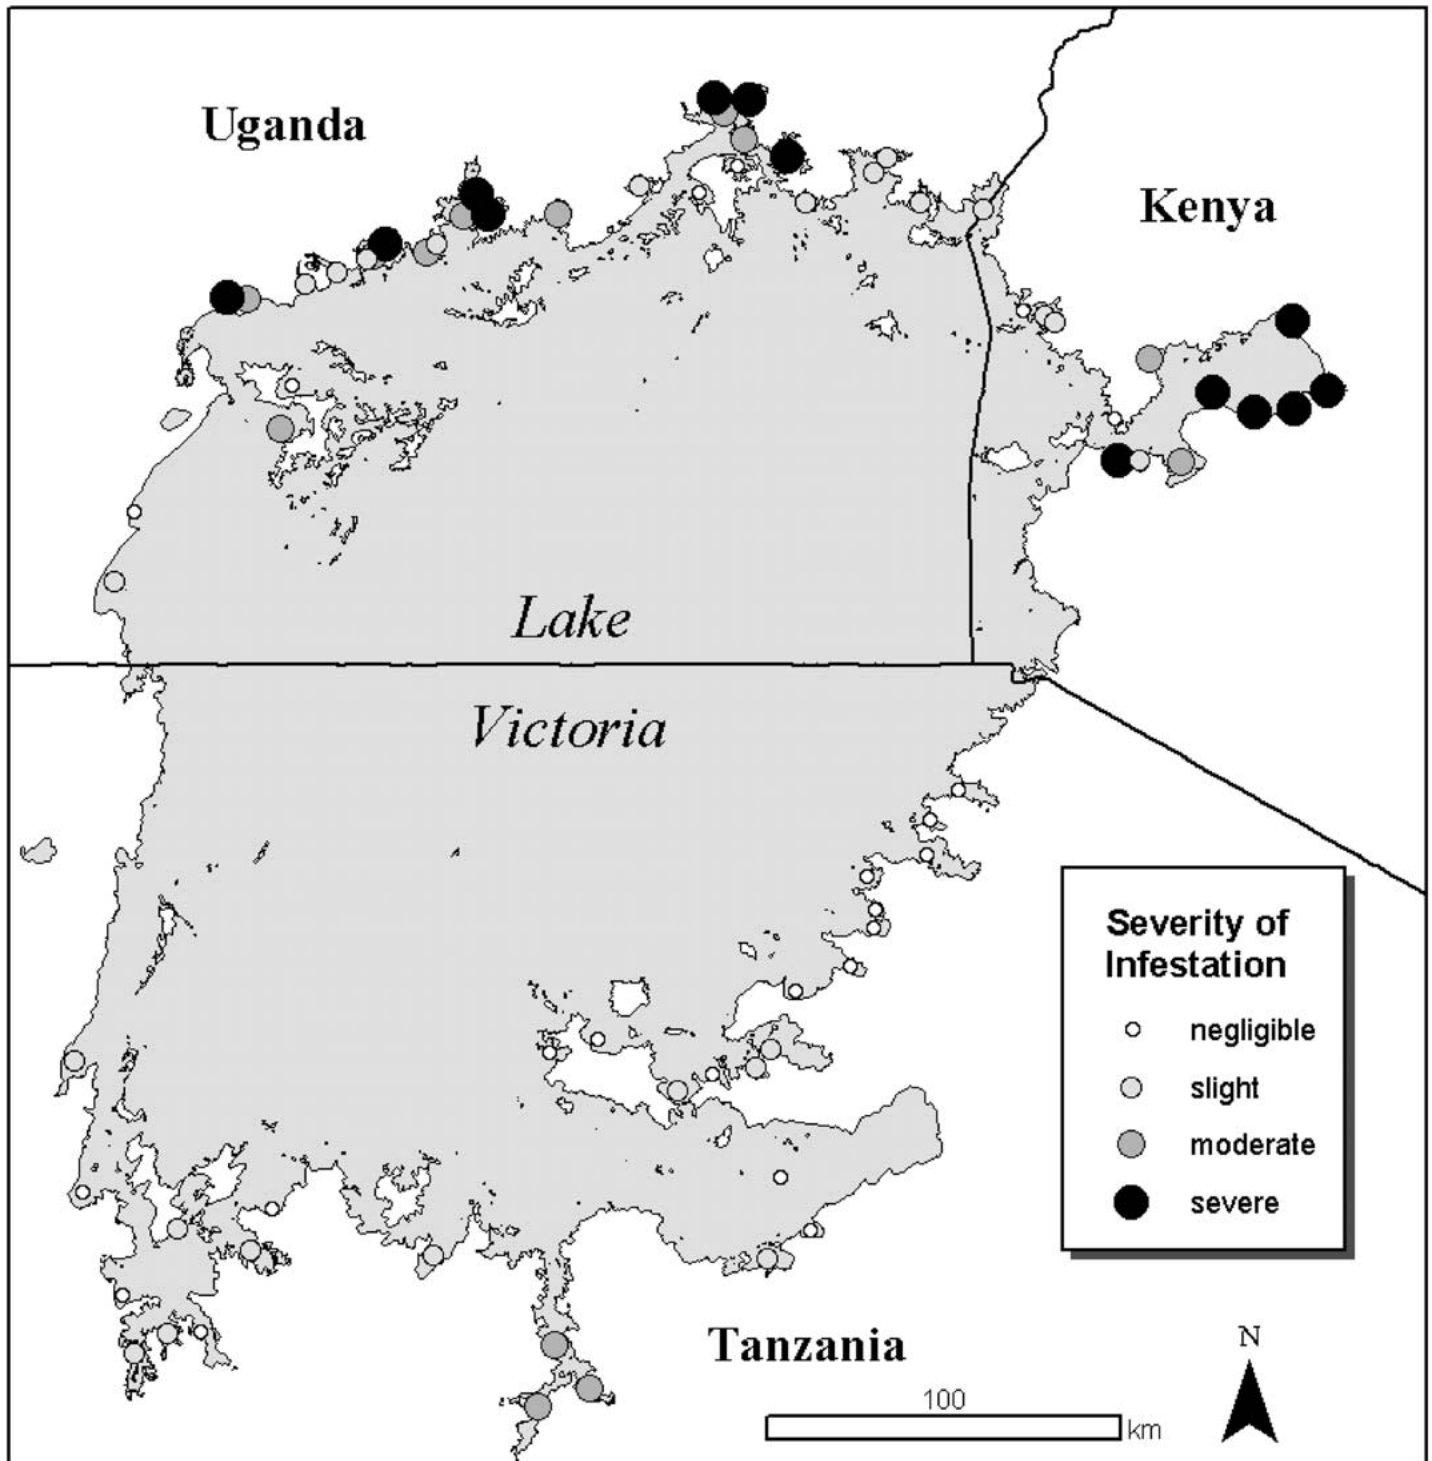 Uganda
Kenya
Lake
Victoria
Severity of
Infestation
negligible
slight
moderate
severe
Tanzania
N
100
km